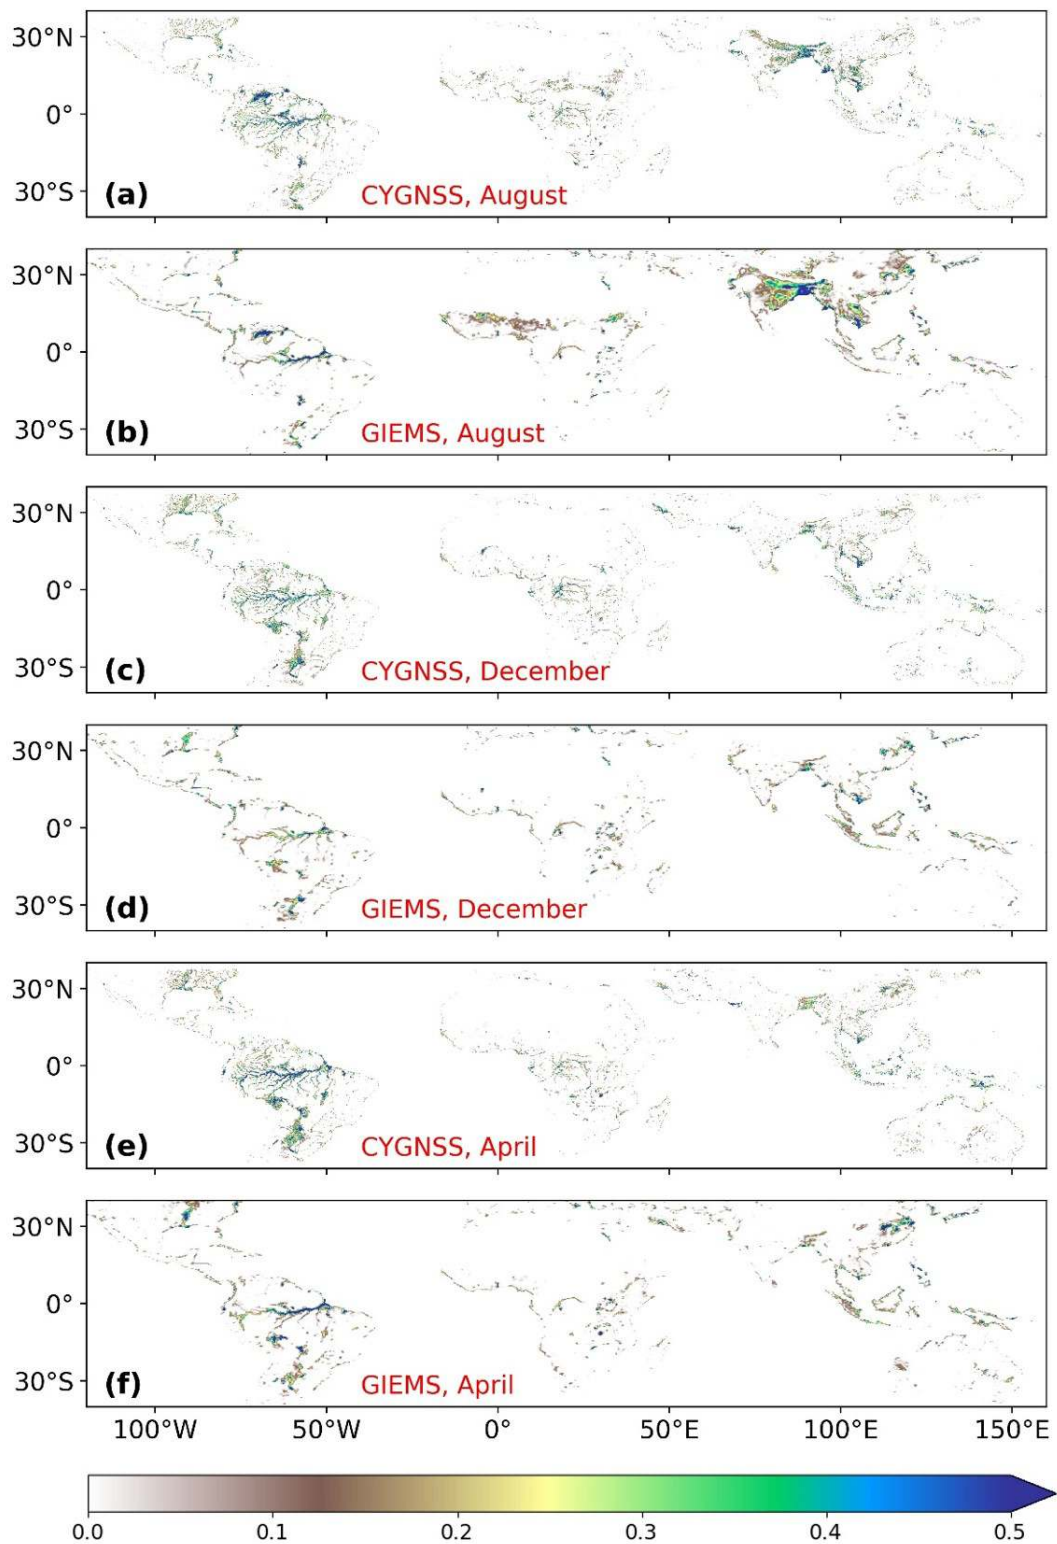 30°N
0°
30°S
(a)
CYGNSS, August
30°N
0°
30°S
(b)
GIEMS, August
30°N
0°
30°S
(c)
CYGNSS, December
30°N
0°
30°S
(d)
GIEMS, December
30°N
0°
30°S
(e)
CYGNSS, April
30°N
0°
30°S
(f)
GIEMS, April
100°W 50°W 0° 50°E 100°E 150°E
0.0 0.1 0.2 0.3 0.4 0.5